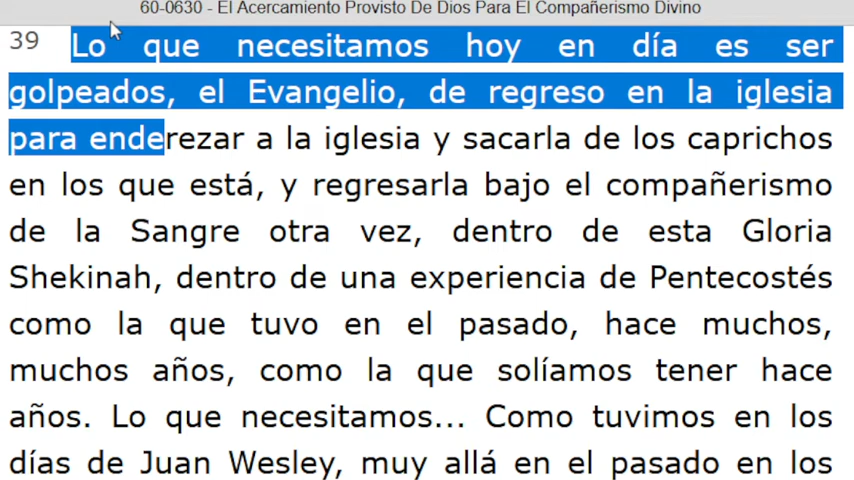 60-0630 - El Acercamiento Provisto De Dios Para El Compañerismo Divino
39 Lo que necesitamos hoy en día es ser
golpeados, el Evangelio, de regreso en la iglesia
para enderezar a la iglesia y sacarla de los caprichos
en los que está, y regresarla bajo el compañerismo
de la Sangre otra vez, dentro de esta Gloria
Shekinah, dentro de una experiencia de Pentecostés
como la que tuvo en el pasado, hace muchos,
muchos años, como la que solíamos tener hace
años. Lo que necesitamos... Como tuvimos en los
días de Juan Wesley, muy allá en el pasado en los